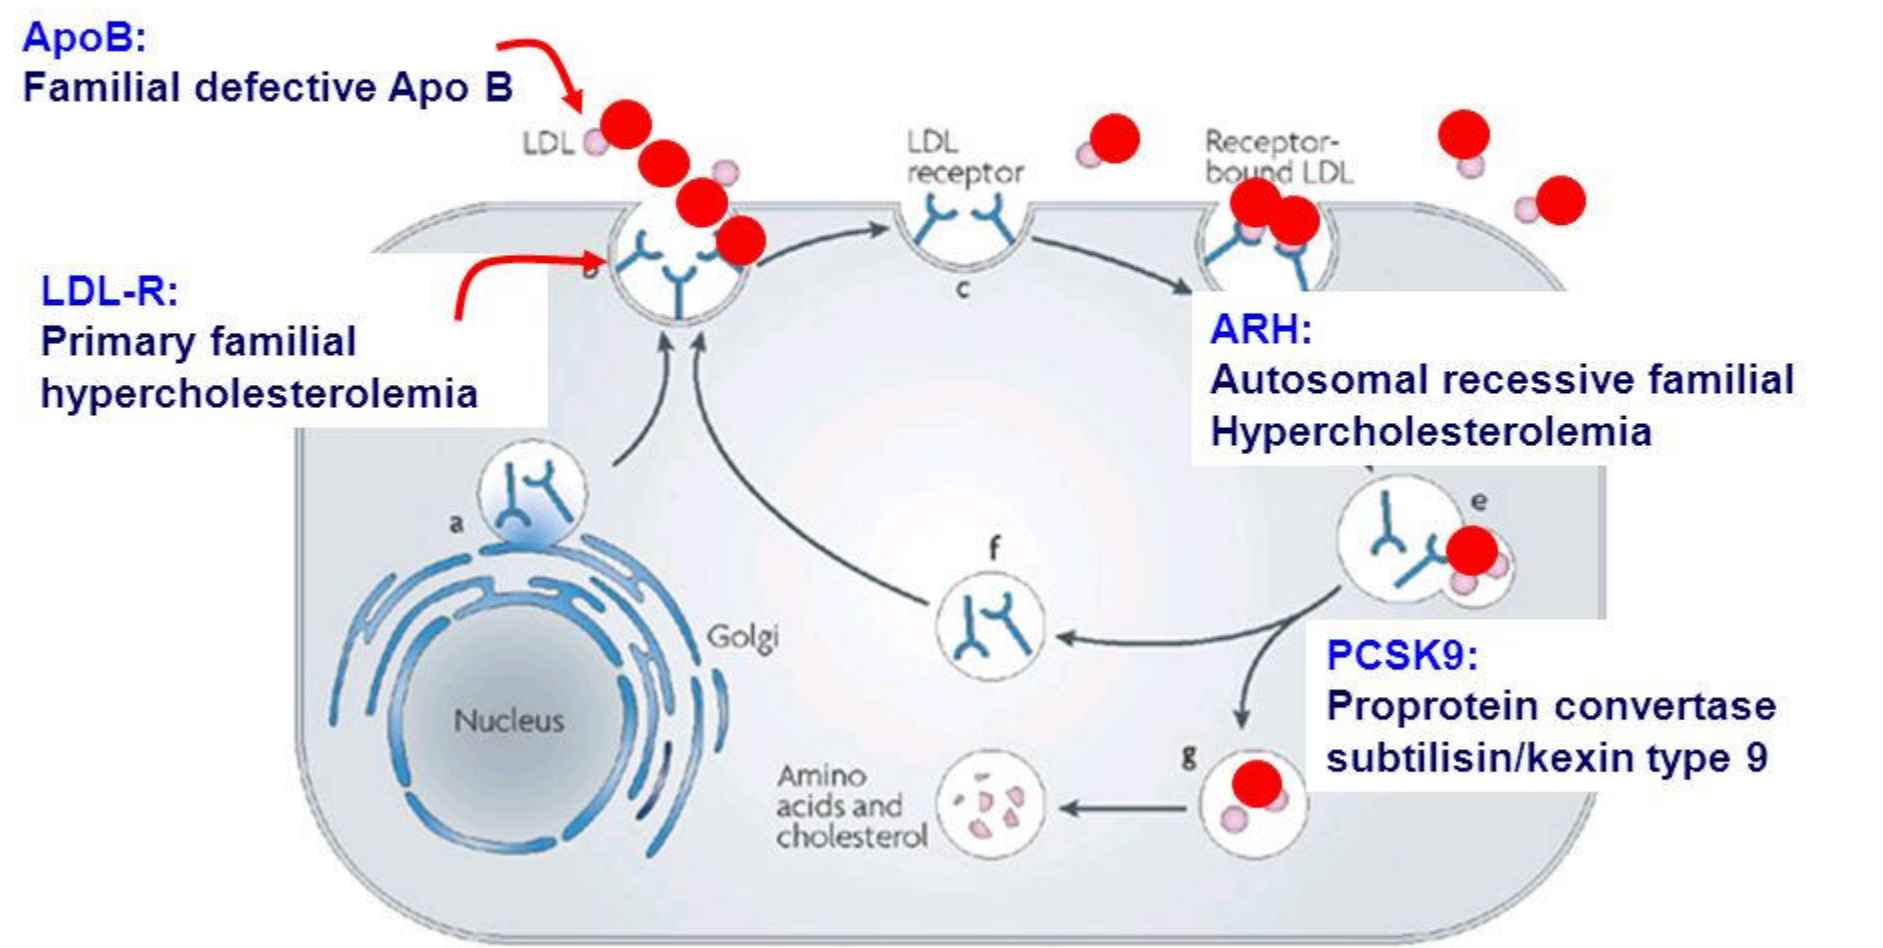 ApoB:
Familial defective Apo B
LDL
LDL
receptor
Receptor-
bound LDL
LDL-R:
Primary familial
hypercholesterolemia
c
ARH:
Autosomal recessive familial
Hypercholesterolemia
a
e
f
Golgi
Nucleus
PCSK9:
Proprotein convertase
subtilisin/kexin type 9
g
Amino
acids and
cholesterol